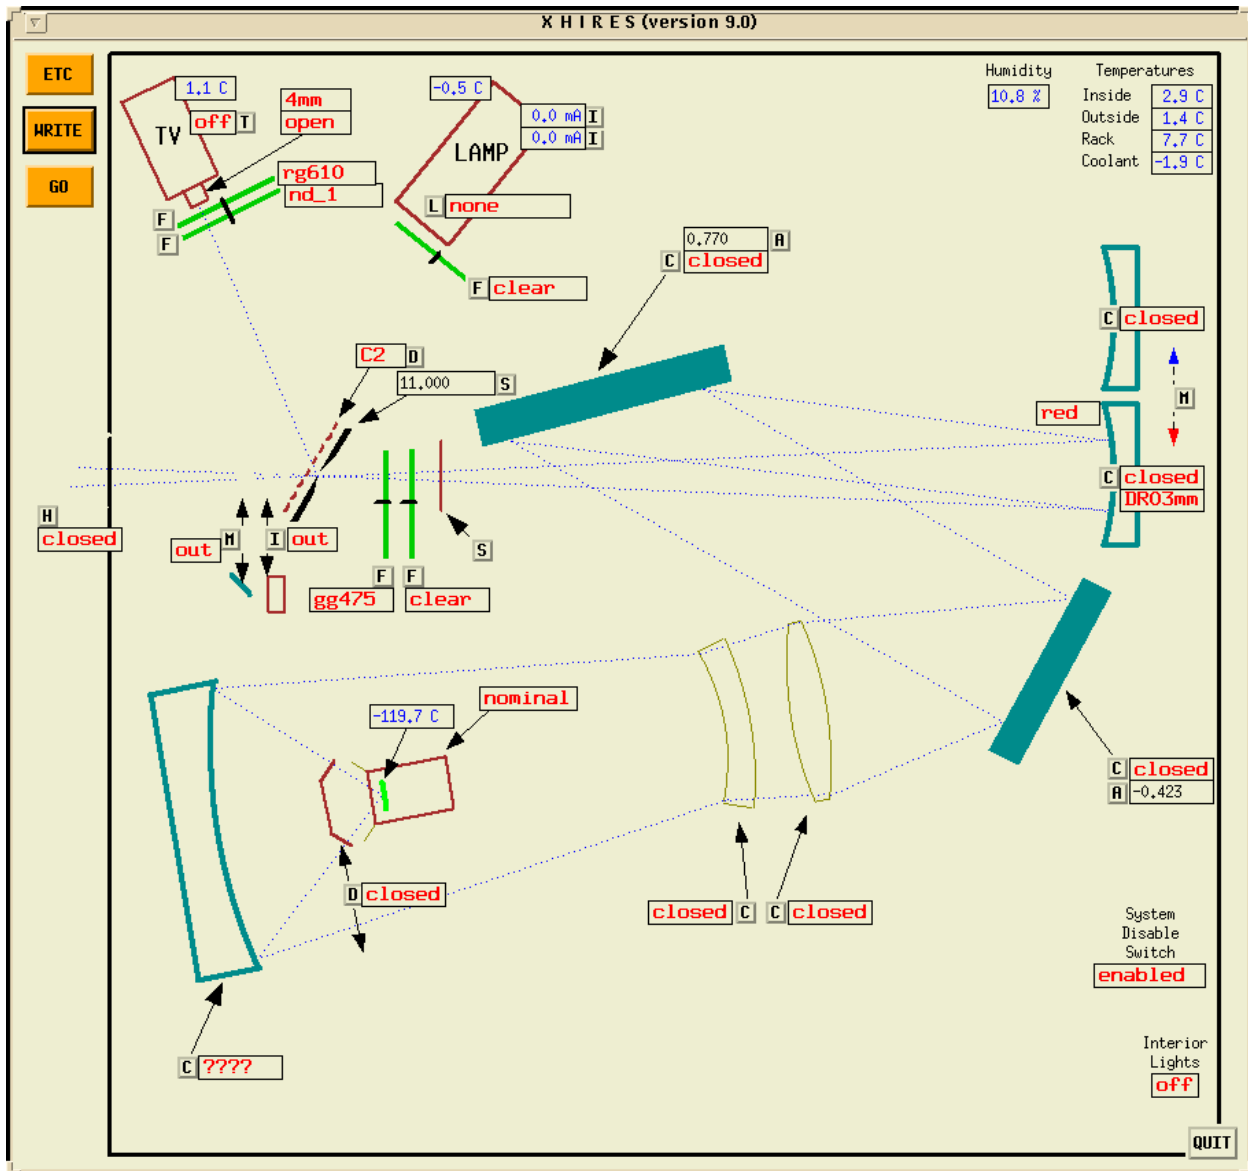 X H I R E S (version 9.0)
ETC
WRITE
GO
1.1 C
TV
off T
4mm
open
rg610
nd_1
F
F
-0.5 C
0.0 mA I
0.0 mA I
LAMP
L none
F clear
Humidity
10.8 %
Temperatures
Inside 2.9 C
Outside 1.4 C
Rack 7.7 C
Coolant -1.9 C
0.770 A
C closed
C closed
M
red
C closed
DRO3mm
C2 D
11.000 S
H
closed
out M
I out
S
F F
gg475 clear
nominal
-119.7 C
D closed
C closed
A -0.423
closed C
C closed
System
Disable
Switch
enabled
C ????
Interior
Lights
off
QUIT